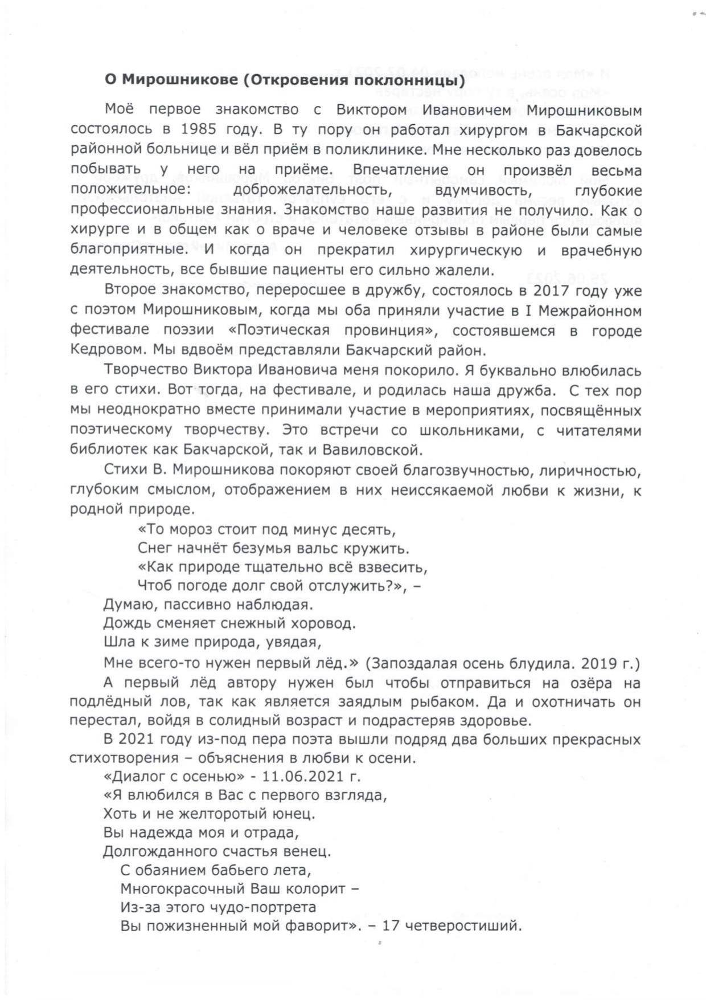 О Мирошникове (Откровения поклонницы)
Моё первое знакомство с Виктором Ивановичем Мирошниковым
состоялось в 1985 году. В ту пору он работал хирургом в Бакчарской
районной больнице и вёл приём в поликлинике. Мне несколько раз довелось
побывать у него на приёме. Впечатление он произвёл весьма
положительное: доброжелательность, вдумчивость, глубокие
профессиональные знания. Знакомство наше развития не получило. Как о
хирурге и в общем как о враче и человеке отзывы в районе были самые
благоприятные. И когда он прекратил хирургическую и врачебную
деятельность, все бывшие пациенты его сильно жалели.
Второе знакомство, переросшее в дружбу, состоялось в 2017 году уже
с поэтом Мирошниковым, когда мы оба приняли участие в I Межрайонном
фестивале поэзии «Поэтическая провинция», состоявшемся в городе
Кедровом. Мы вдвоём представляли Бакчарский район.
Творчество Виктора Ивановича меня покорило. Я буквально влюбилась
в его стихи. Вот тогда, на фестивале, и родилась наша дружба. С тех пор
мы неоднократно вместе принимали участие в мероприятиях, посвящённых
поэтическому творчеству. Это встречи со школьниками, с читателями
библиотек как Бакчарской, так и Вавиловской.
Стихи В. Мирошникова покоряют своей благозвучностью, лиричностью,
глубоким смыслом, отображением в них неиссякаемой любви к жизни, к
родной природе.
«То мороз стоит под минус десять,
Снег начнёт безумья вальс кружить.
«Как природе тщательно всё взвесить,
Чтоб погоде долг свой отслужить?», –
Думаю, пассивно наблюдая.
Дождь сменяет снежный хоровод.
Шла к зиме природа, увядая,
Мне всего-то нужен первый лёд.» (Запоздалая осень блудила. 2019 г.)
А первый лёд автору нужен был чтобы отправиться на озёра на
подлёдный лов, так как является заядлым рыбаком. Да и охотничать он
перестал, войдя в солидный возраст и подрастеряв здоровье.
В 2021 году из-под пера поэта вышли подряд два больших прекрасных
стихотворения – объяснения в любви к осени.
«Диалог с осенью» - 11.06.2021 г.
«Я влюбился в Вас с первого взгляда,
Хоть и не желторотый юнец.
Вы надежда моя и отрада,
Долгожданного счастья венец.
С обаянием бабьего лета,
Многокрасочный Ваш колорит –
Из-за этого чудо-портрета
Вы пожизненный мой фаворит». – 17 четверостиший.